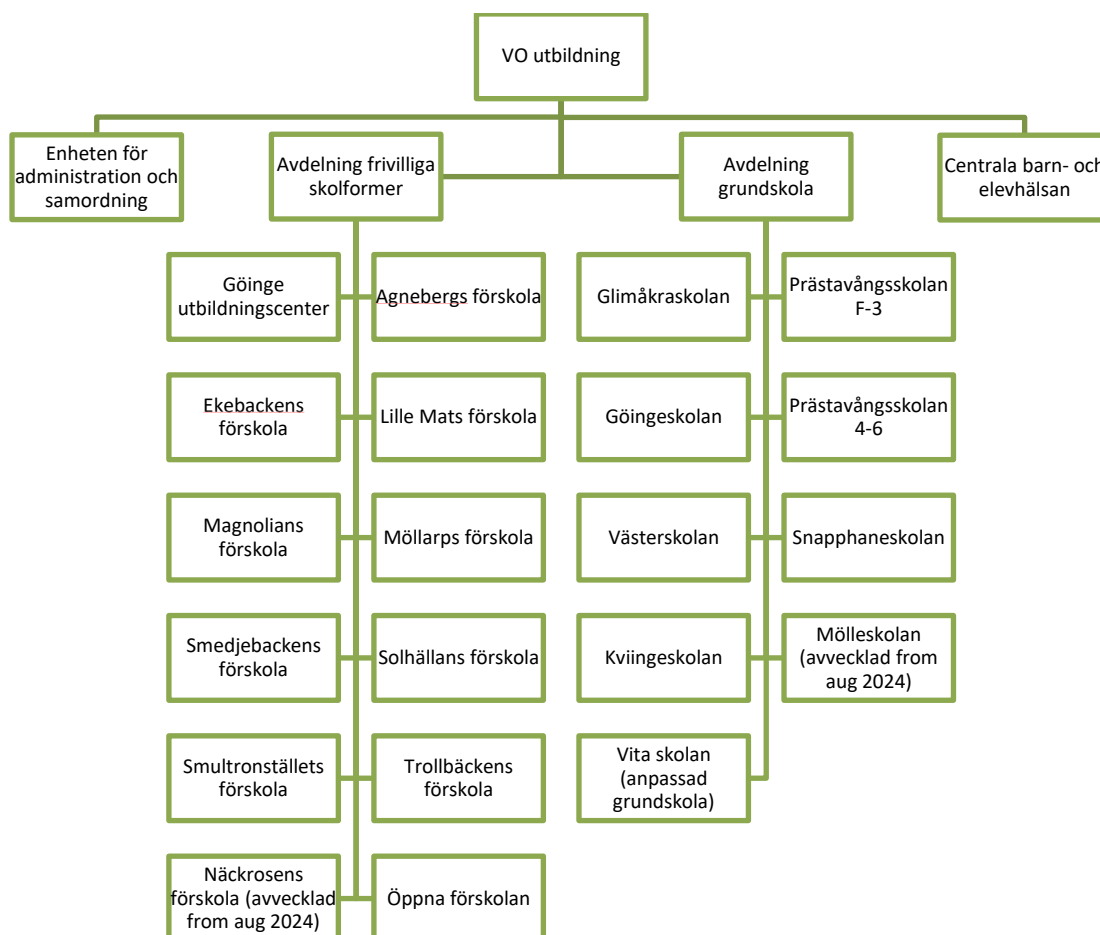 VO utbildning
Enheten för
administration och
samordning
Avdelning frivilliga
skolformer
Avdelning
grundskola
Centrala barn- och
elevhälsan
Göinge
utbildningscenter
Agnebergs förskola
Glimåkraskolan
Prästavångsskolan
F-3
Ekebackens
förskola
Lille Mats förskola
Göingeskolan
Prästavångsskolan
4-6
Magnolians
förskola
Möllarps förskola
Västerskolan
Snapphaneskolan
Smedjebackens
förskola
Solhällans förskola
Kviingeskolan
Mölleskolan
(avvecklad from
aug 2024)
Smultronställets
förskola
Trollbäckens
förskola
Vita skolan
(anpassad
grundskola)
Näckrosens
förskola (avvecklad
from aug 2024)
Öppna förskolan